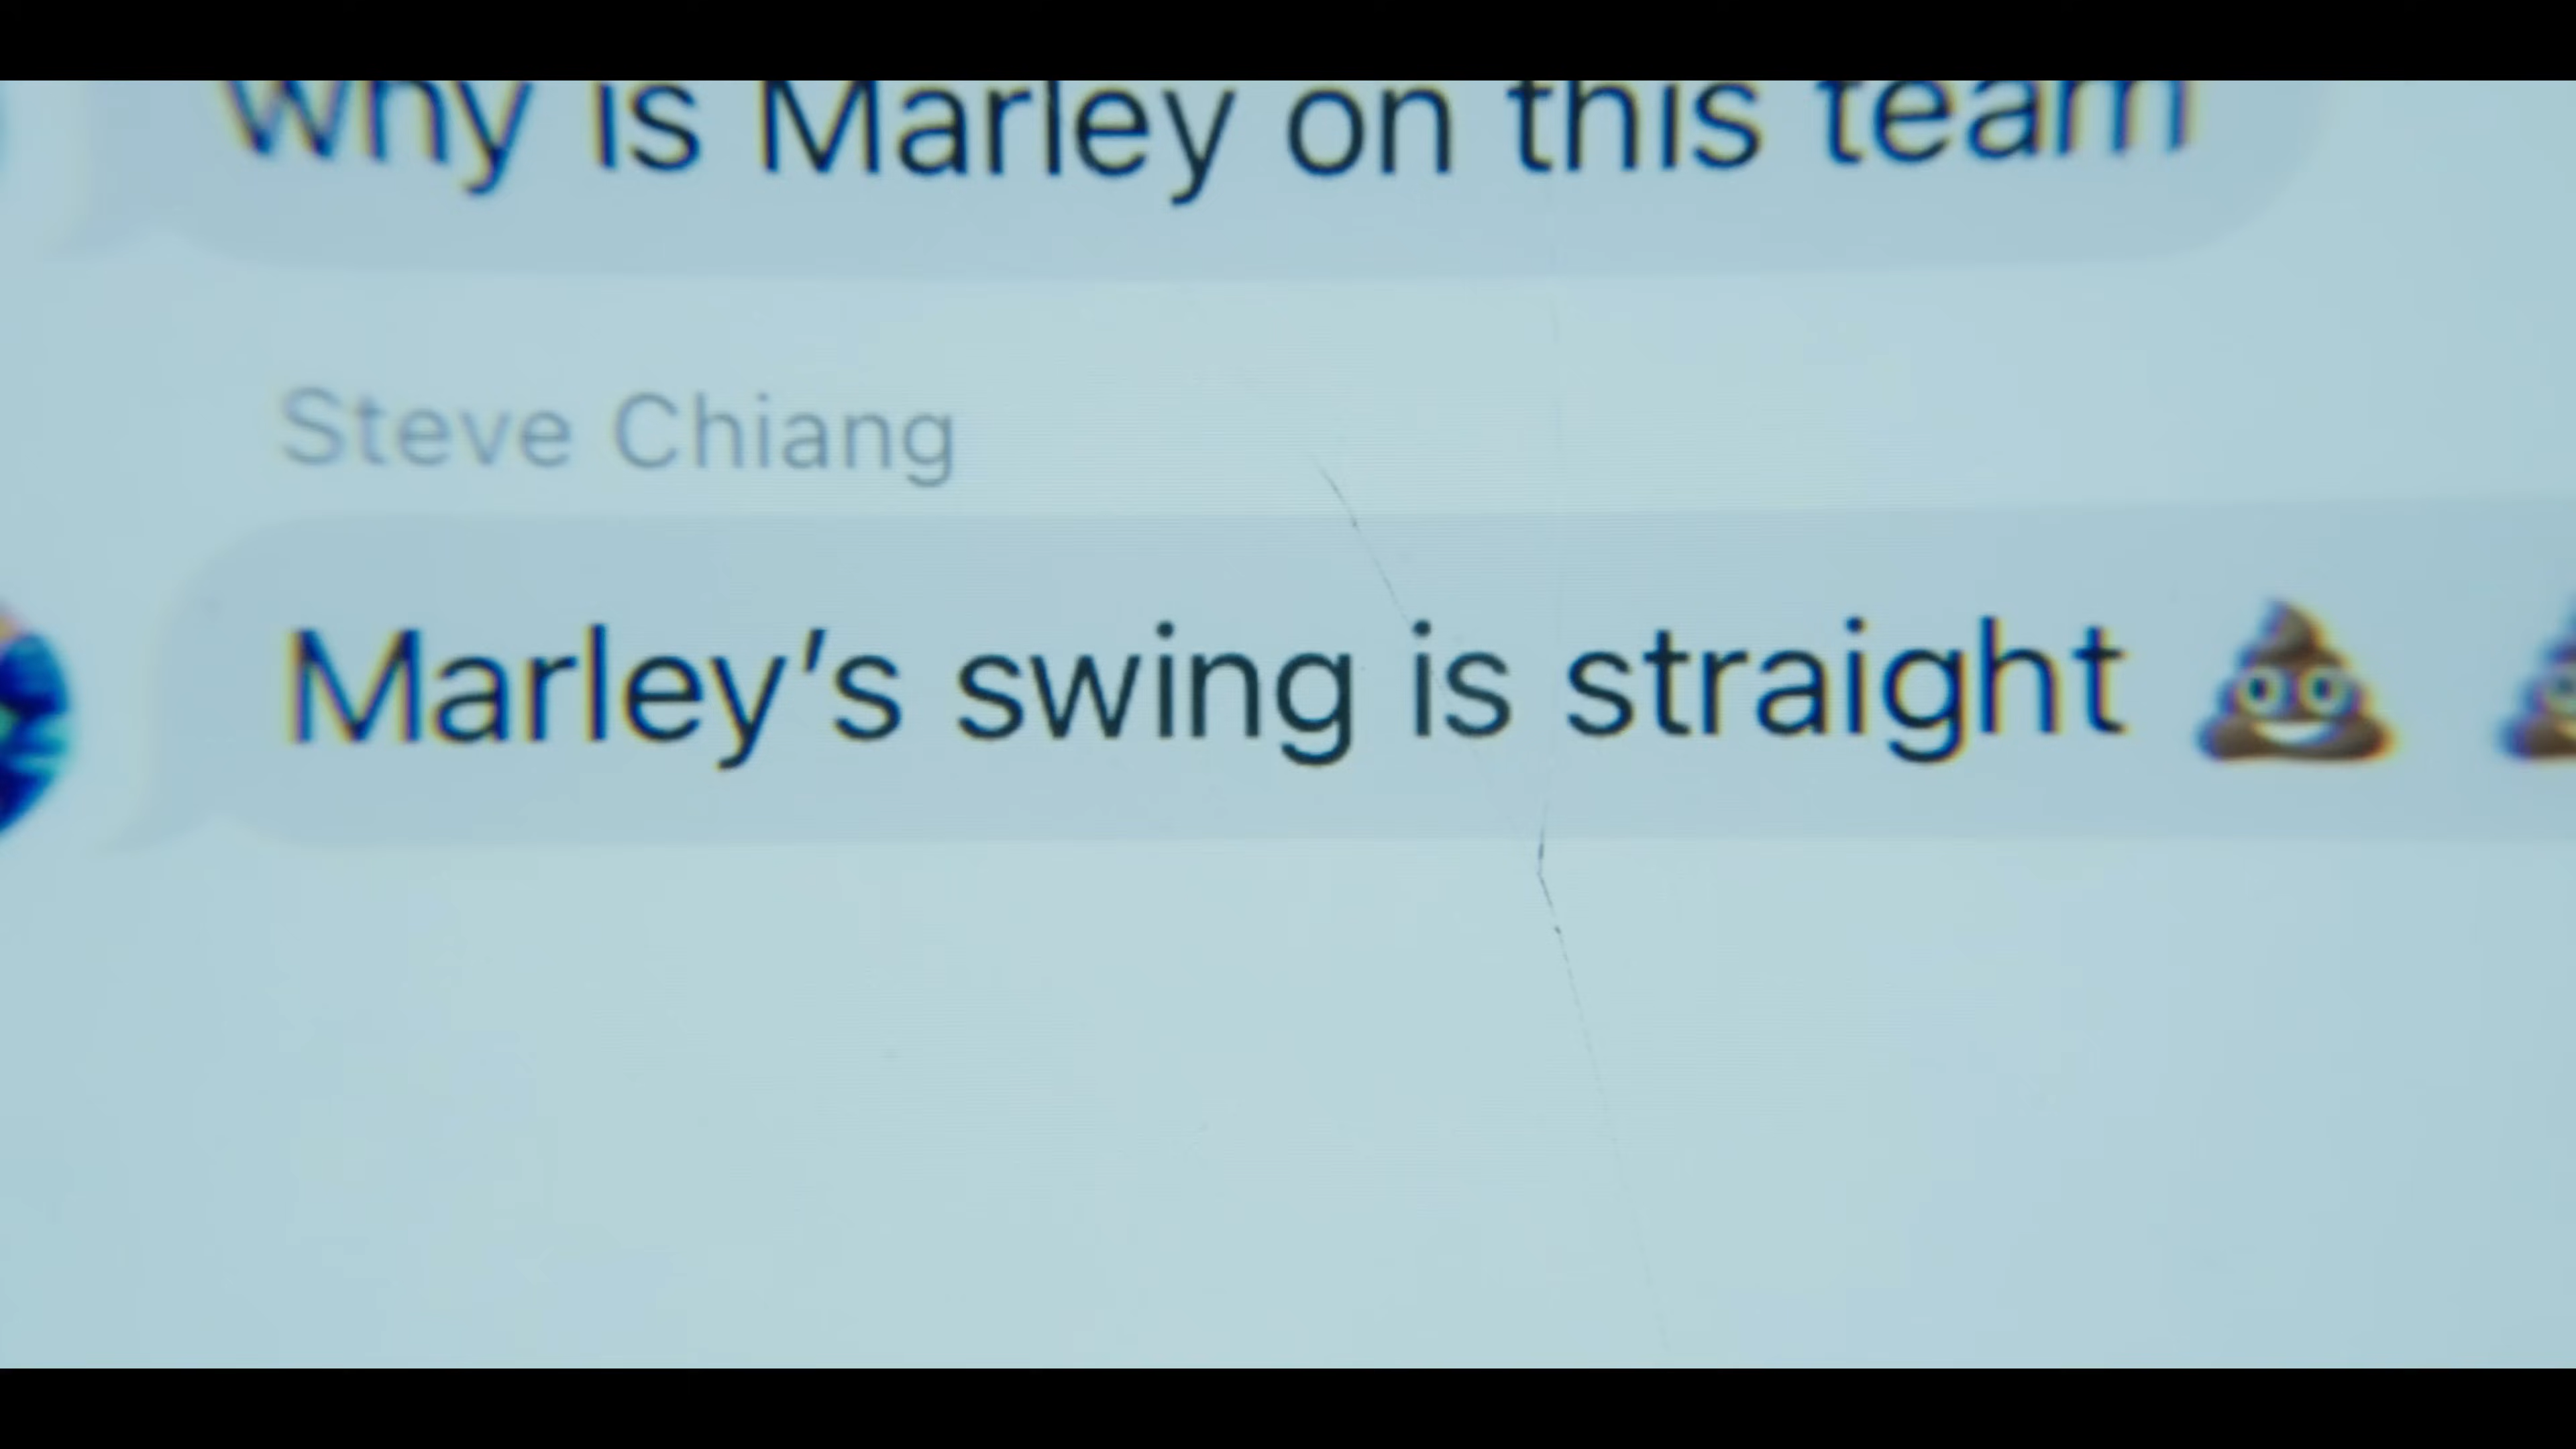 Why is Marley on this team
Steve Chiang
Marley's swing is straight 💩 💩